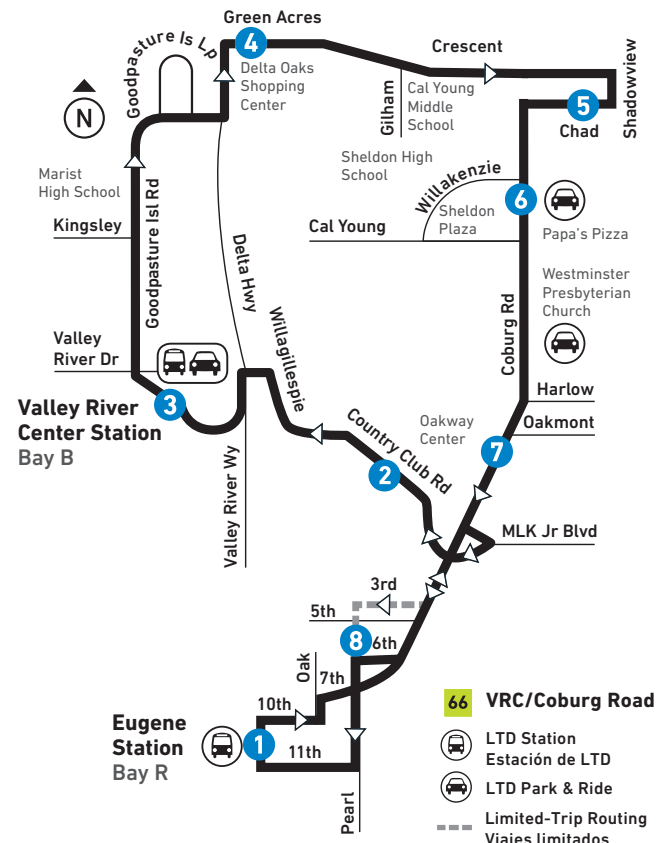 Green Acres
4
Goodpasture Is Lp
Delta Oaks
Shopping
Center
Crescent
Shadowview
N
Gilham
Cal Young
Middle
School
5
Chad
Sheldon High
School
Marist
High School
Goodpasture Isl Rd
Willakenzie
6
Sheldon
Plaza
Papa's Pizza
Kingsley
Cal Young
Delta Hwy
Westminster
Presbyterian
Church
Coburg Rd
Valley
River Dr
Willagillespie
3
Valley River
Center Station
Bay B
Harlow
Oakmont
Oakway
Center
7
Country Club Rd
2
Valley River Wy
MLK Jr Blvd
3rd
5th
8
6th
Oak
7th
10th
Eugene
Station
Bay R
1
11th
Pearl
66 VRC/Coburg Road
LTD Station
Estación de LTD
LTD Park & Ride
Limited-Trip Routing
Viajes limitados